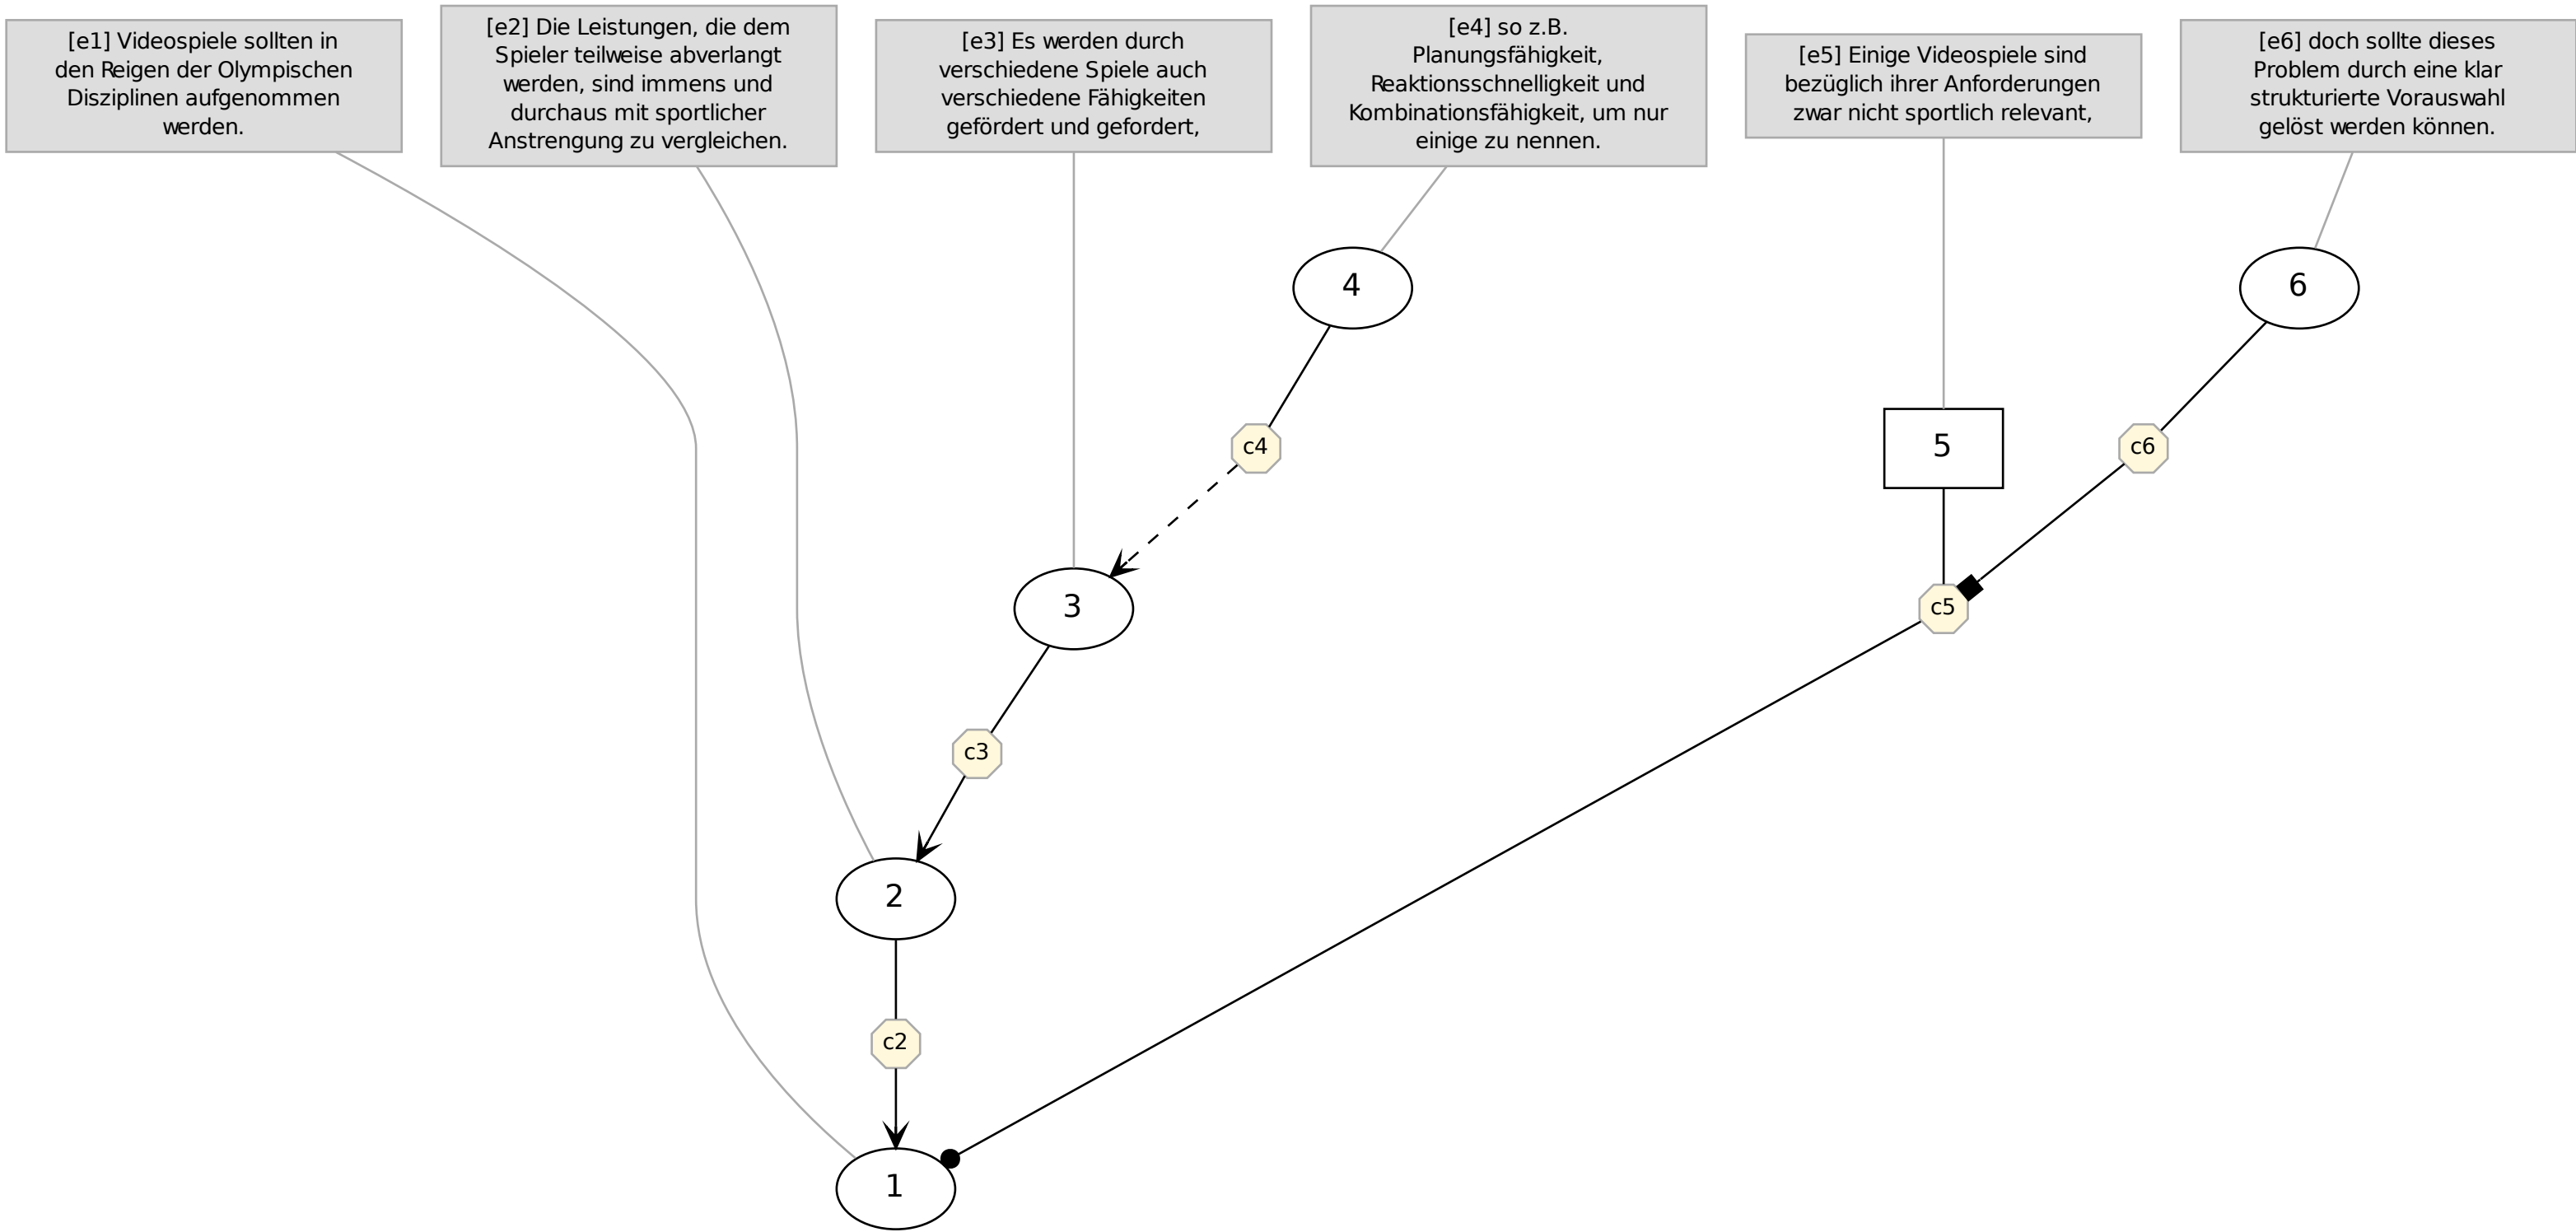 [e1] Videospiele sollten in
den Reigen der Olympischen
Disziplinen aufgenommen
werden.
[e2] Die Leistungen, die dem
Spieler teilweise abverlangt
werden, sind immens und
durchaus mit sportlicher
Anstrengung zu vergleichen.
[e3] Es werden durch
verschiedene Spiele auch
verschiedene Fähigkeiten
gefördert und gefordert,
[e4] so z.B.
Planungsfähigkeit,
Reaktionsschnelligkeit und
Kombinationsfähigkeit, um nur
einige zu nennen.
[e5] Einige Videospiele sind
bezüglich ihrer Anforderungen
zwar nicht sportlich relevant,
[e6] doch sollte dieses
Problem durch eine klar
strukturierte Vorauswahl
gelöst werden können.
4
6
c4
5
c6
3
c5
c3
2
c2
1